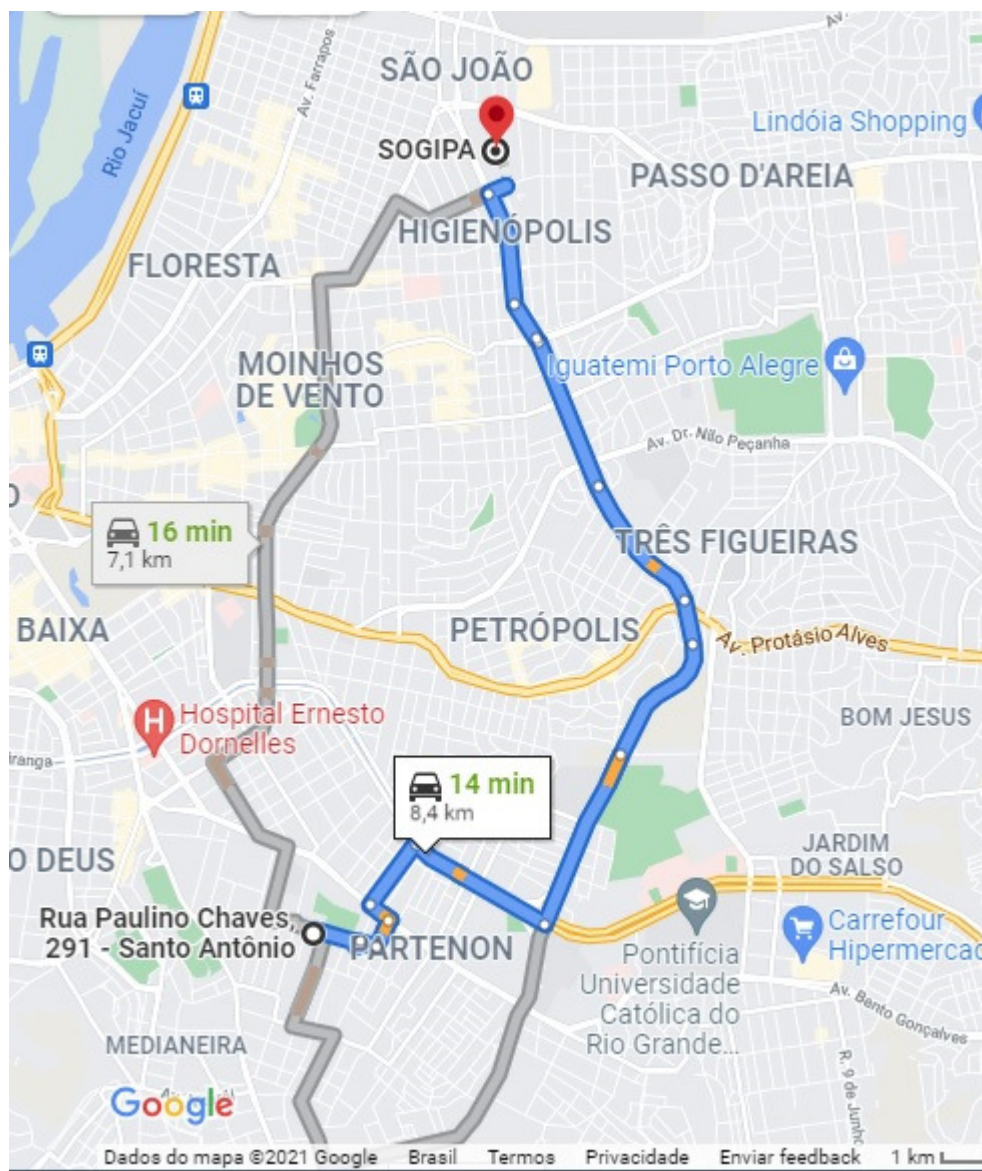 Av. Farrapos
SÃO JOÃO
Rio Jacuí
SOGIPA
Lindóia Shopping
PASSO D'AREIA
HIGIENÓPOLIS
FLORESTA
MOINHOS
DE VENTO
Iguatemi Porto Alegre
Av. Dr. Nilo Peçanha
16 min
7,1 km
TRÊS FIGUEIRAS
BAIXA
PETRÓPOLIS
Av. Protásio Alves
Hospital Ernesto
Dornelles
BOM JESUS
14 min
8,4 km
JARDIM
DO SALSO
O DEUS
Rua Paulino Chaves,
291 - Santo Antônio
PARTENON
Carrefour
Hipermercad
Pontifícia
Universidade
Católica do
Rio Grande...
Av. Bento Gonçalves
MEDIANEIRA
R. 9 de Junho
Google
Dados do mapa ©2021 Google Brasil Termos Privacidade Enviar feedback 1 km